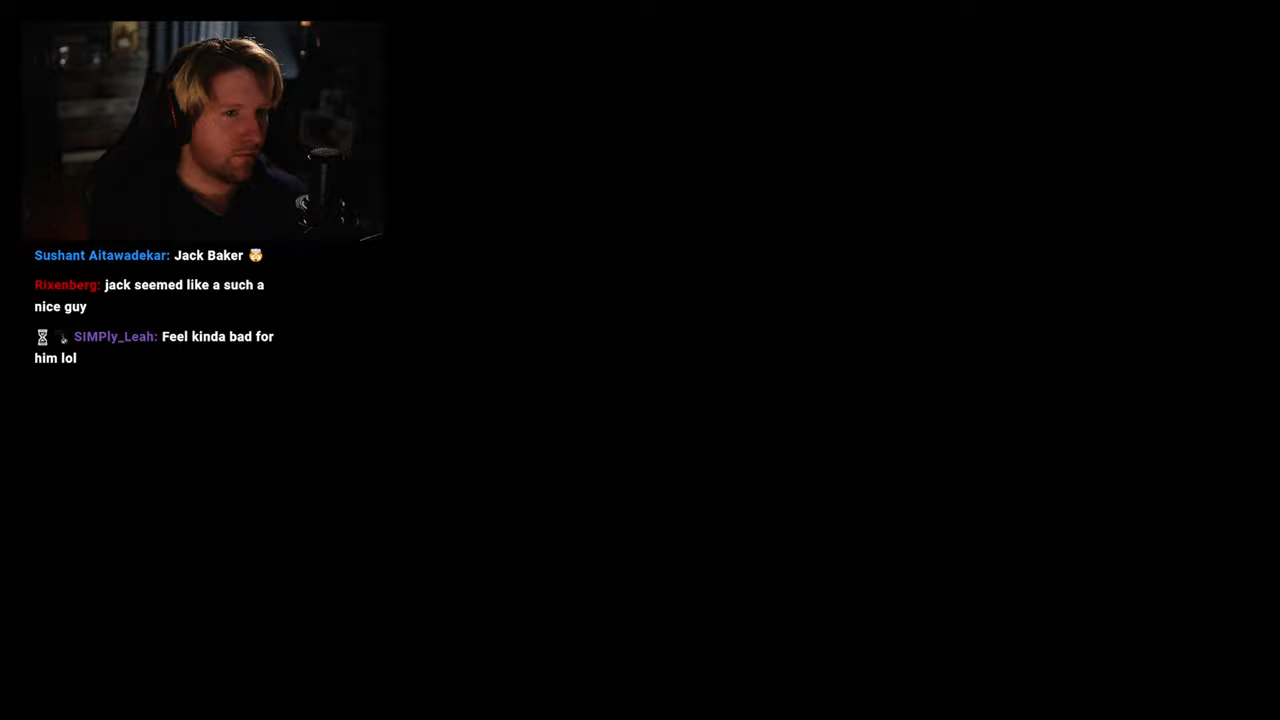 Sushant Aitawadekar: Jack Baker 🤯
Rixenberg: jack seemed like a such a
nice guy
SIMPly_Leah: Feel kinda bad for
him lol